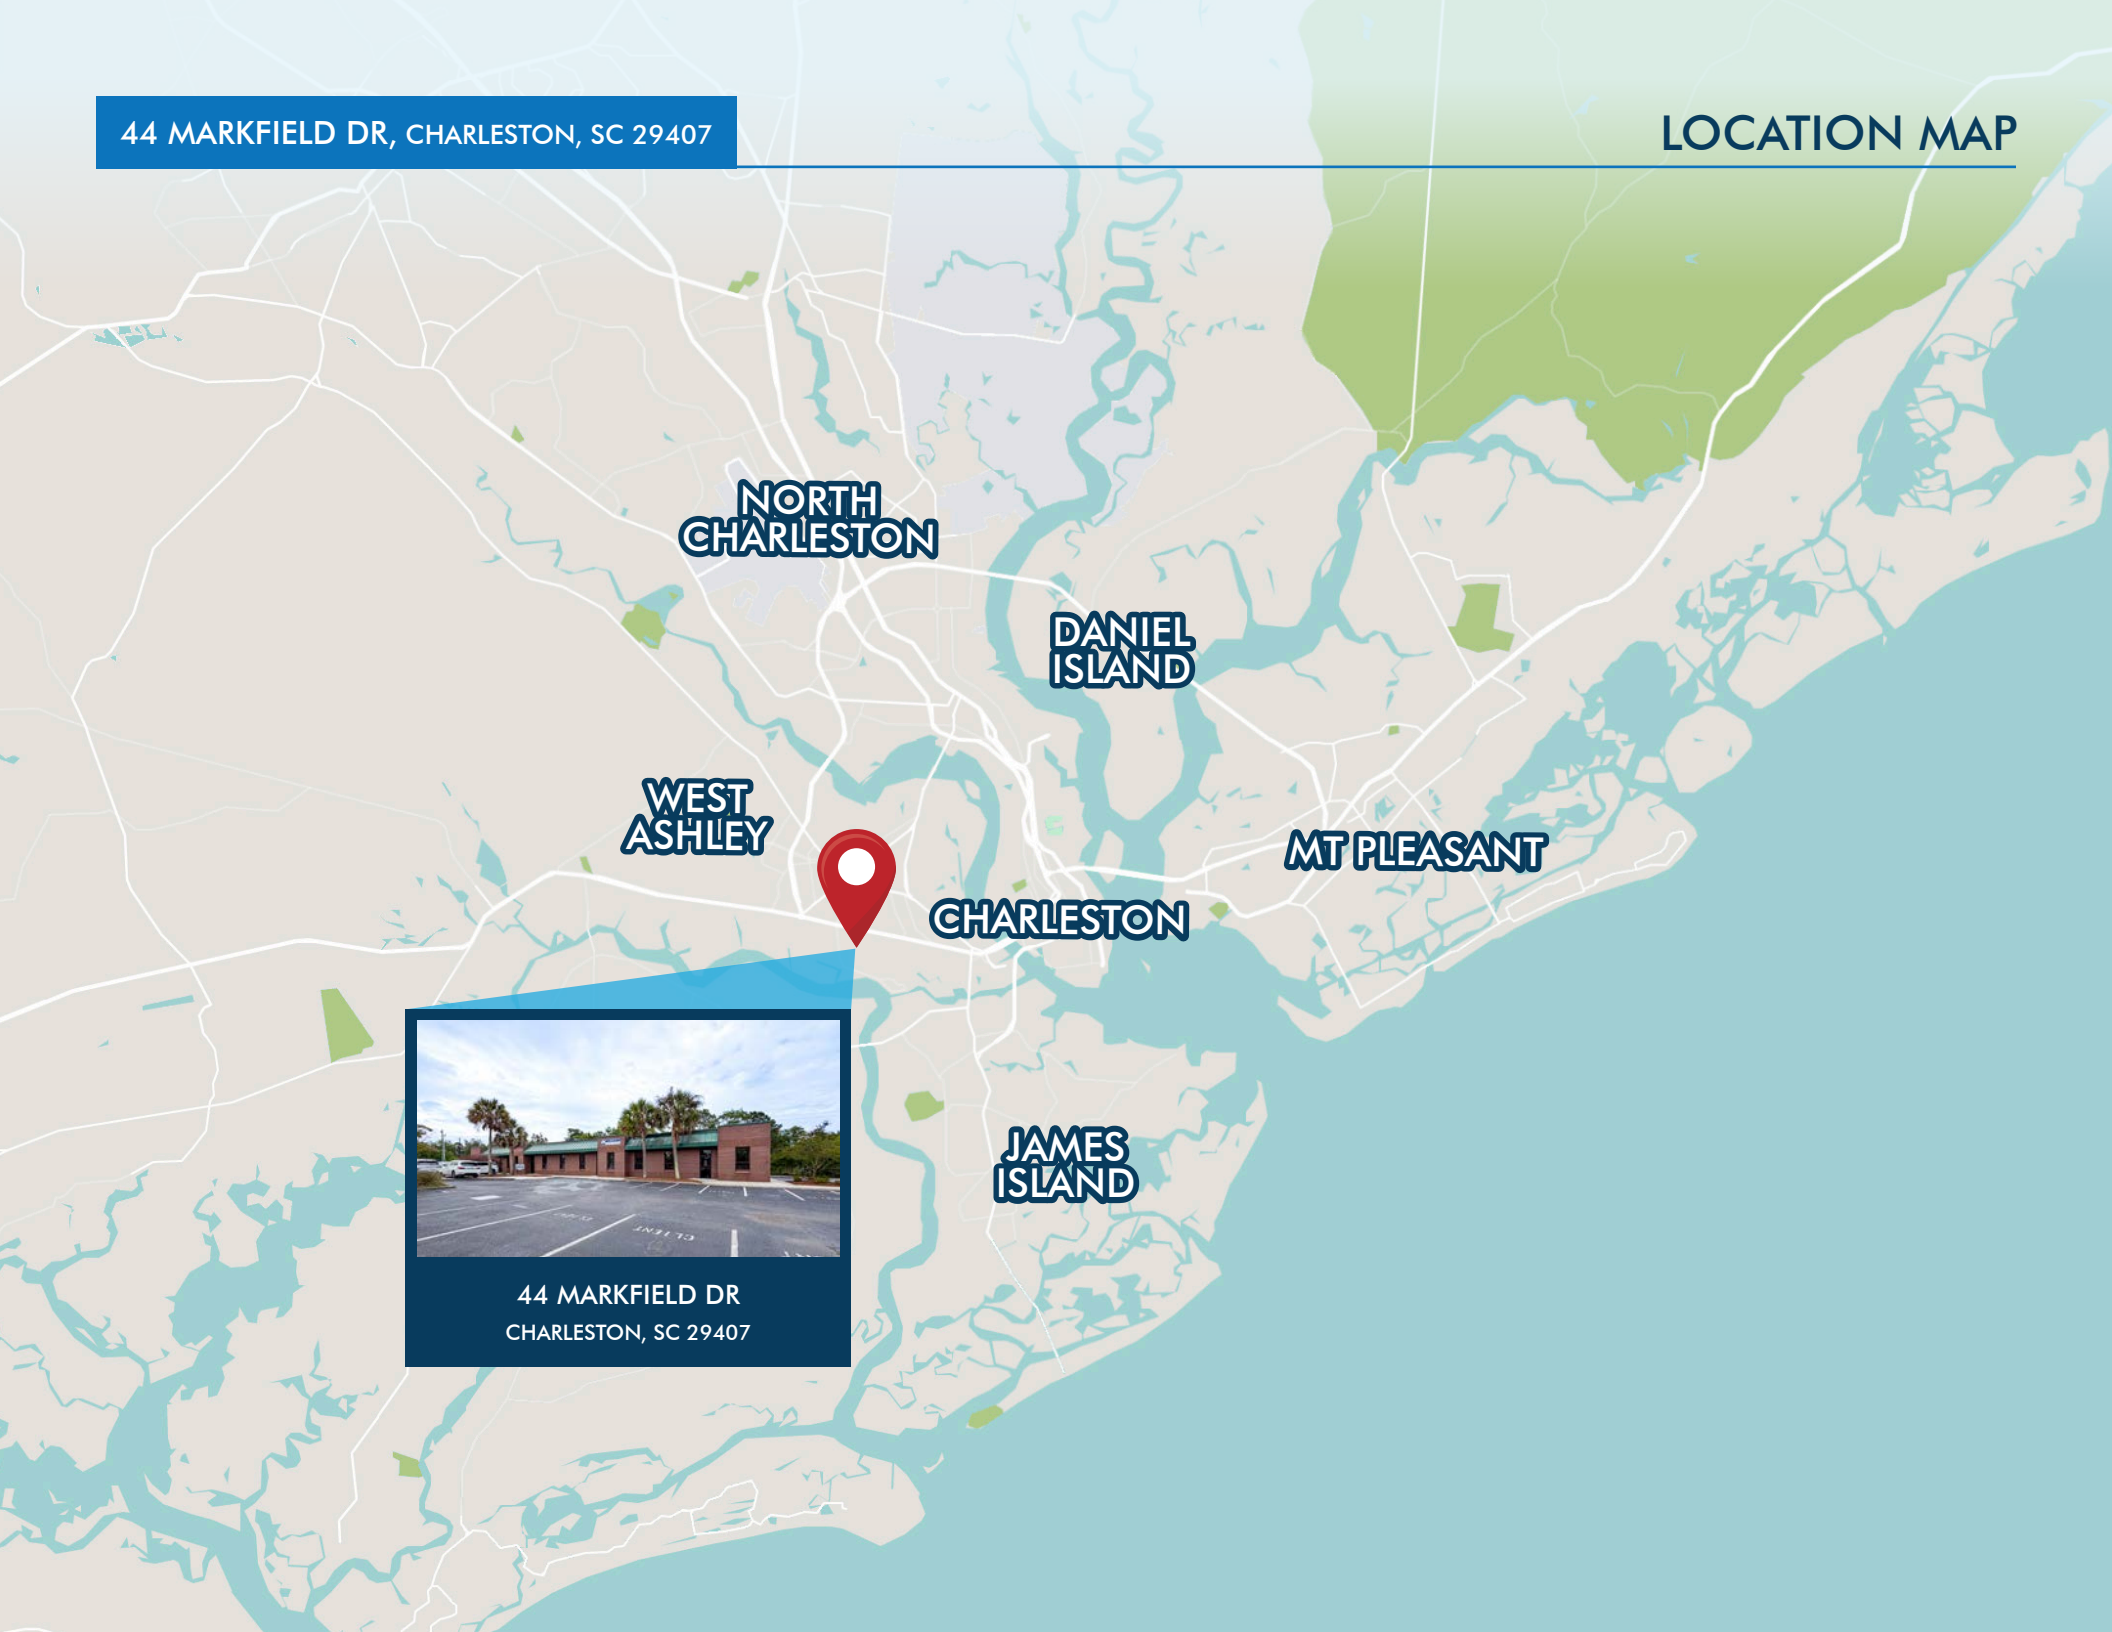 44 MARKFIELD DR, CHARLESTON, SC 29407
LOCATION MAP
NORTH
CHARLESTON
DANIEL
ISLAND
WEST
ASHLEY
MT PLEASANT
CHARLESTON
JAMES
ISLAND
CLIENT
44 MARKFIELD DR
CHARLESTON, SC 29407